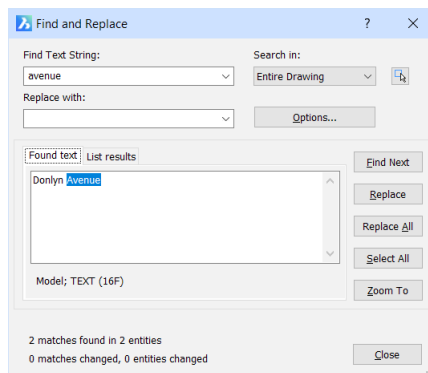 Find and Replace
Find Text String:
Search in:
avenue
Entire Drawing
Replace with:
Options...
Found text
List results
Find Next
Donlyn Avenue
Replace
Replace All
Select All
Model; TEXT (16F)
Zoom To
2 matches found in 2 entities
0 matches changed, 0 entities changed
Close